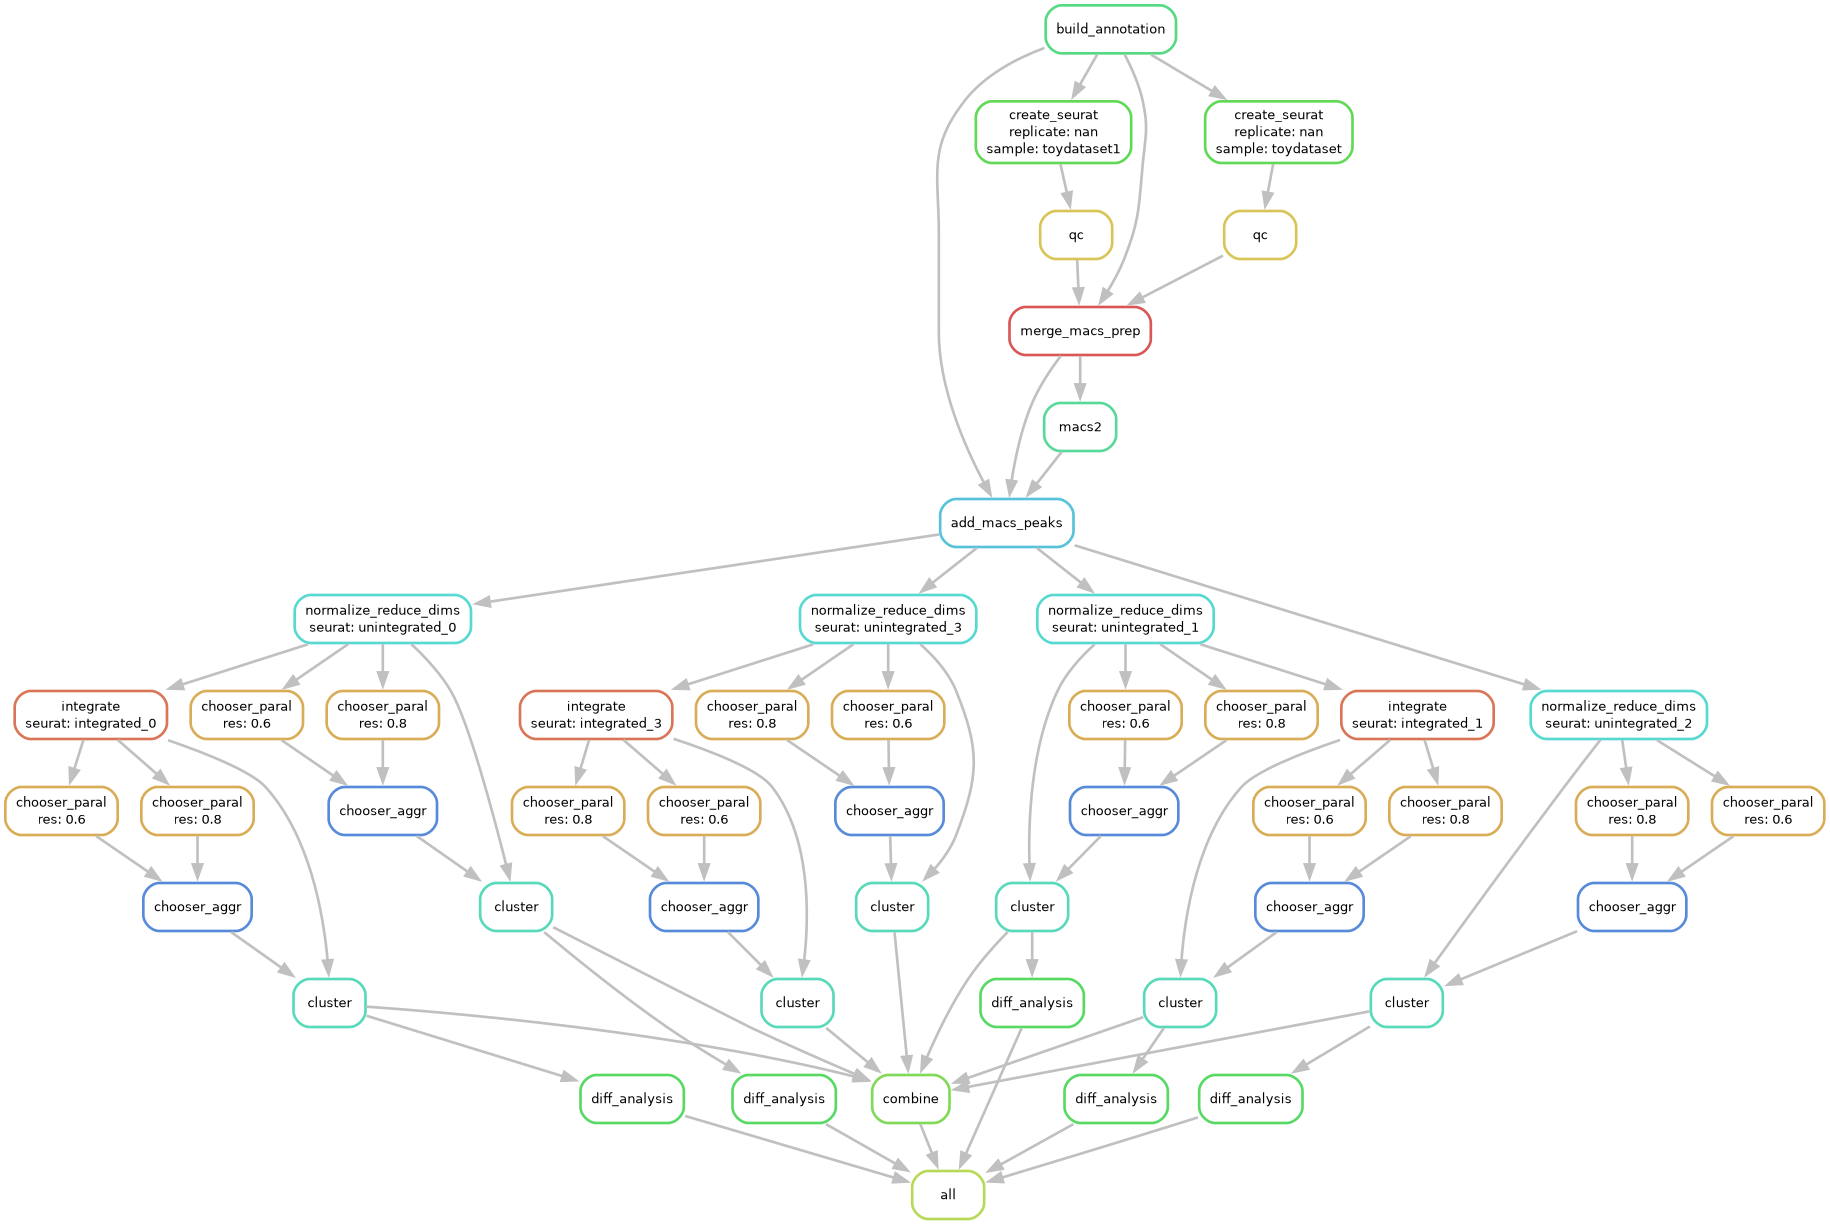 build_annotation
create_seurat
replicate: nan
sample: toydataset1
create_seurat
replicate: nan
sample: toydataset
qc
qc
merge_macs_prep
macs2
add_macs_peaks
normalize_reduce_dims
seurat: unintegrated_0
normalize_reduce_dims
seurat: unintegrated_3
normalize_reduce_dims
seurat: unintegrated_1
integrate
seurat: integrated_0
chooser_paral
res: 0.6
chooser_paral
res: 0.8
integrate
seurat: integrated_3
chooser_paral
res: 0.8
chooser_paral
res: 0.6
chooser_paral
res: 0.6
chooser_paral
res: 0.8
integrate
seurat: integrated_1
normalize_reduce_dims
seurat: unintegrated_2
chooser_paral
res: 0.6
chooser_paral
res: 0.8
chooser_aggr
chooser_paral
res: 0.8
chooser_paral
res: 0.6
chooser_aggr
chooser_aggr
chooser_paral
res: 0.6
chooser_paral
res: 0.8
chooser_paral
res: 0.8
chooser_paral
res: 0.6
chooser_aggr
cluster
chooser_aggr
cluster
cluster
chooser_aggr
chooser_aggr
cluster
cluster
diff_analysis
cluster
cluster
diff_analysis
diff_analysis
combine
diff_analysis
diff_analysis
all